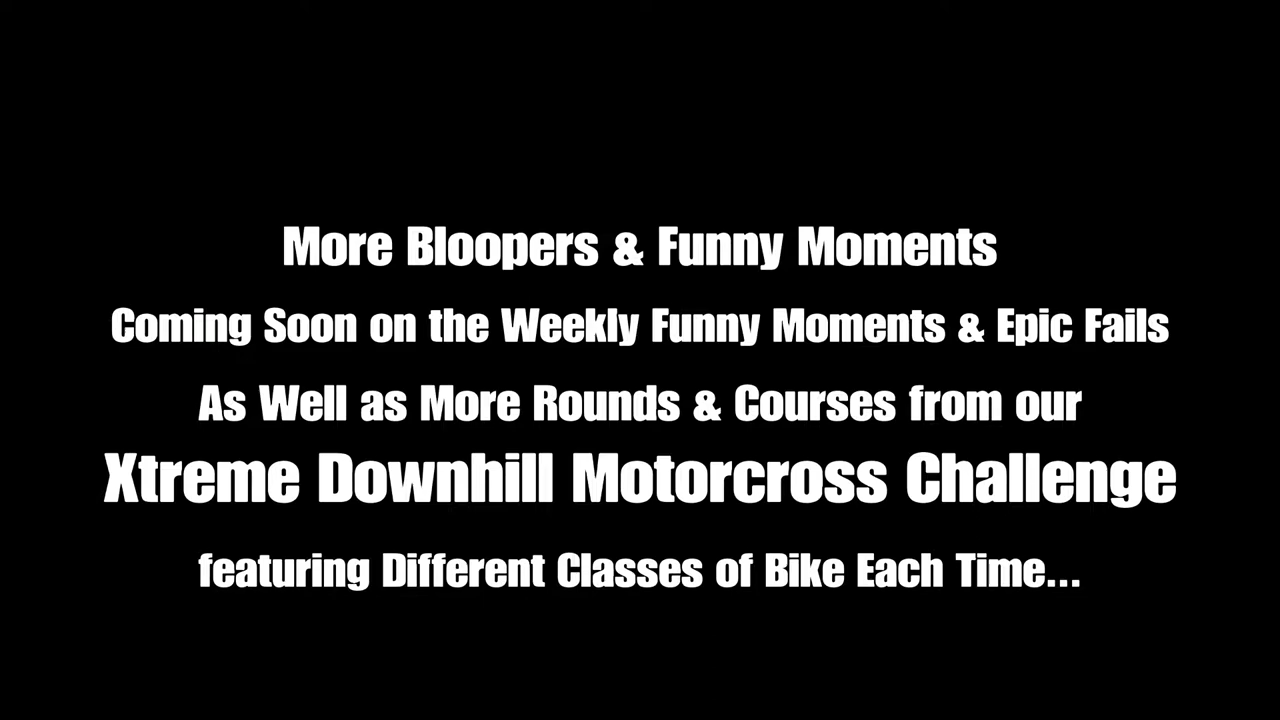 More Bloopers & Funny Moments
Coming Soon on the Weekly Funny Moments & Epic Fails
As Well as More Rounds & Courses from our
Xtreme Downhill Motorcross Challenge
featuring Different Classes of Bike Each Time...